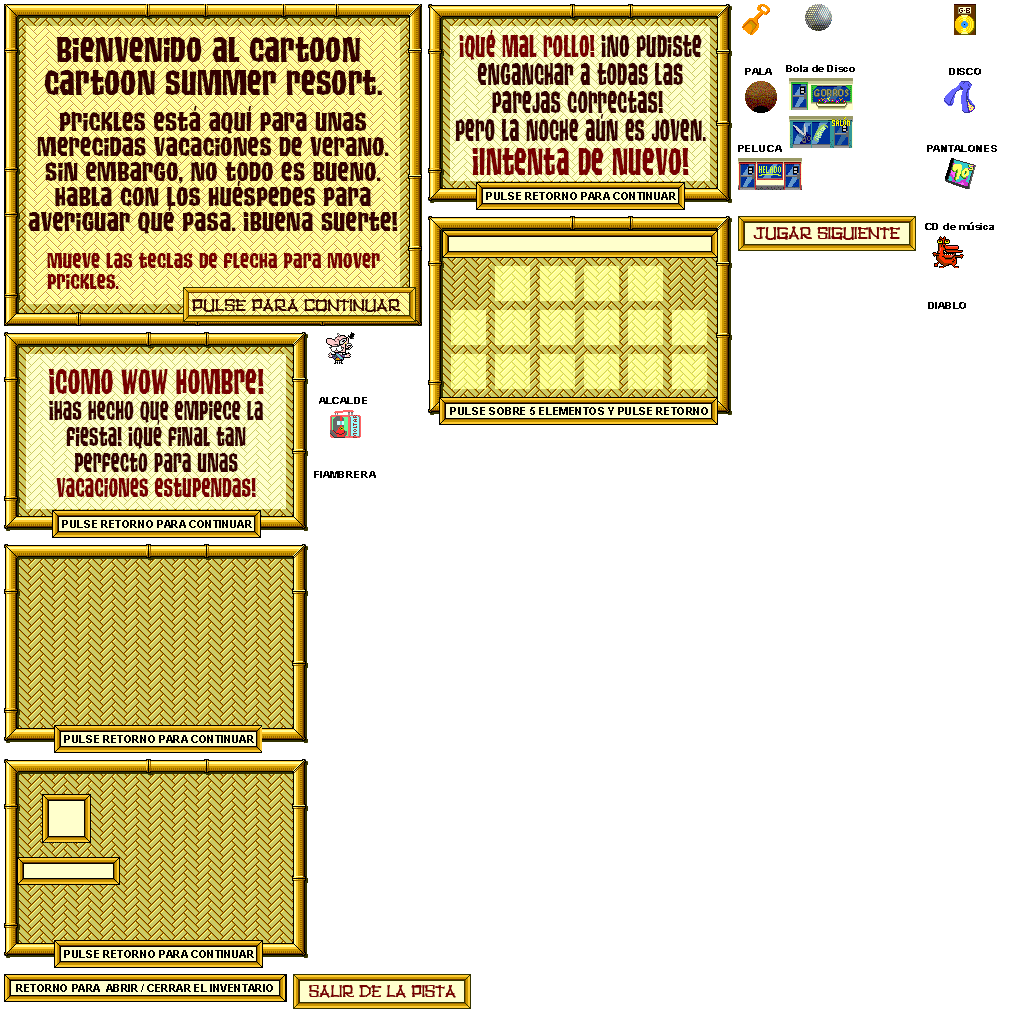 Bienvenido al Cartoon
Cartoon Summer Resort.
Prickles está aquí para unas
merecidas vacaciones de verano.
Sin embargo, no todo es bueno.
Habla con los huéspedes para
averiguar qué pasa. ¡Buena suerte!
Mueve las teclas de flecha para mover
Prickles.
PULSE PARA CONTINUAR
¡Qué mal rollo! ¡No pudiste
enganchar a todas las
parejas correctas!
Pero la noche aún es joven.
¡Intenta de nuevo!
PULSE RETORNO PARA CONTINUAR
PALA
Bola de Disco
G-B
DISCO
GORROS
SALÓN
PELUCA
HELADO
PANTALONES
70
CD de música
DIABLO
JUGAR SIGUIENTE
PULSE SOBRE 5 ELEMENTOS Y PULSE RETORNO
¡Como wow hombre!
¡Has hecho que empiece la
fiesta! ¡Qué final tan
perfecto para unas
vacaciones estupendas!
PULSE RETORNO PARA CONTINUAR
ALCALDE
MOLTAR
FIAMBRERA
PULSE RETORNO PARA CONTINUAR
PULSE RETORNO PARA CONTINUAR
RETORNO PARA ABRIR / CERRAR EL INVENTARIO
SALIR DE LA PISTA